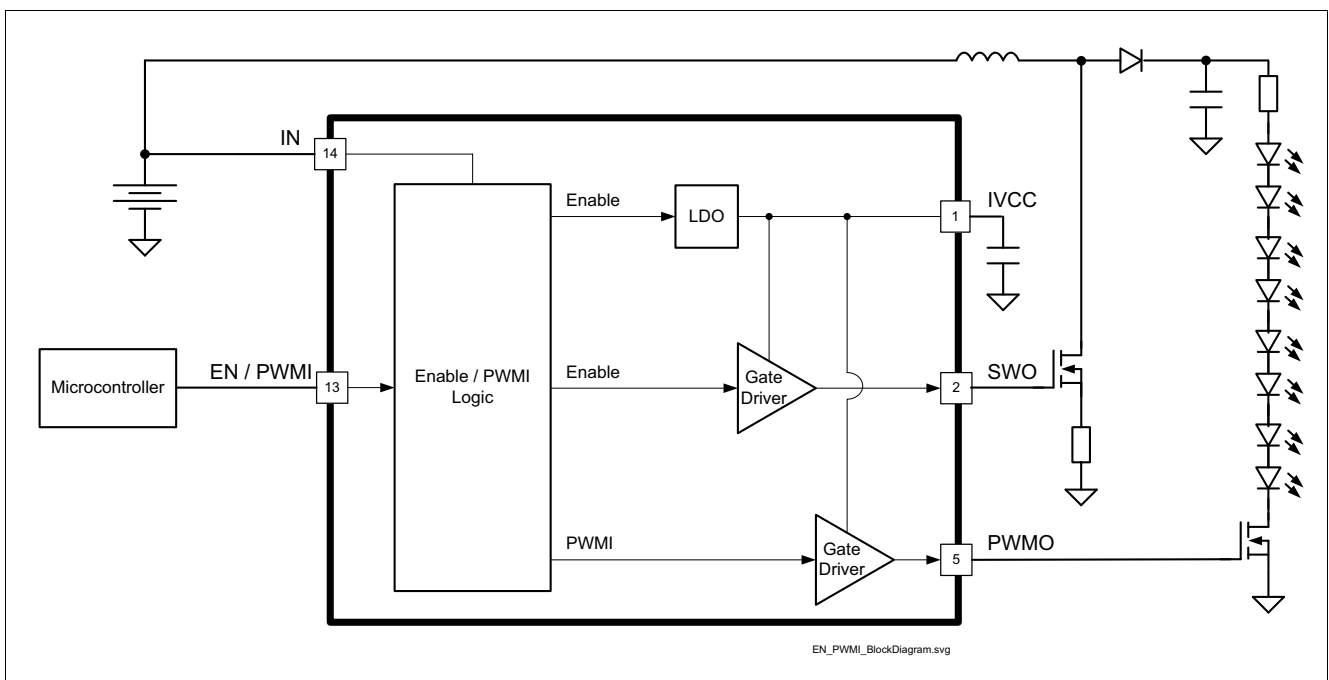 IN
14
Enable
LDO
IVCC
1
Microcontroller
EN / PWMI
13
Enable / PWMI
Logic
Enable
Gate
Driver
SWO
2
PWMI
Gate
Driver
PWMO
5
EN_PWMI_BlockDiagram.svg